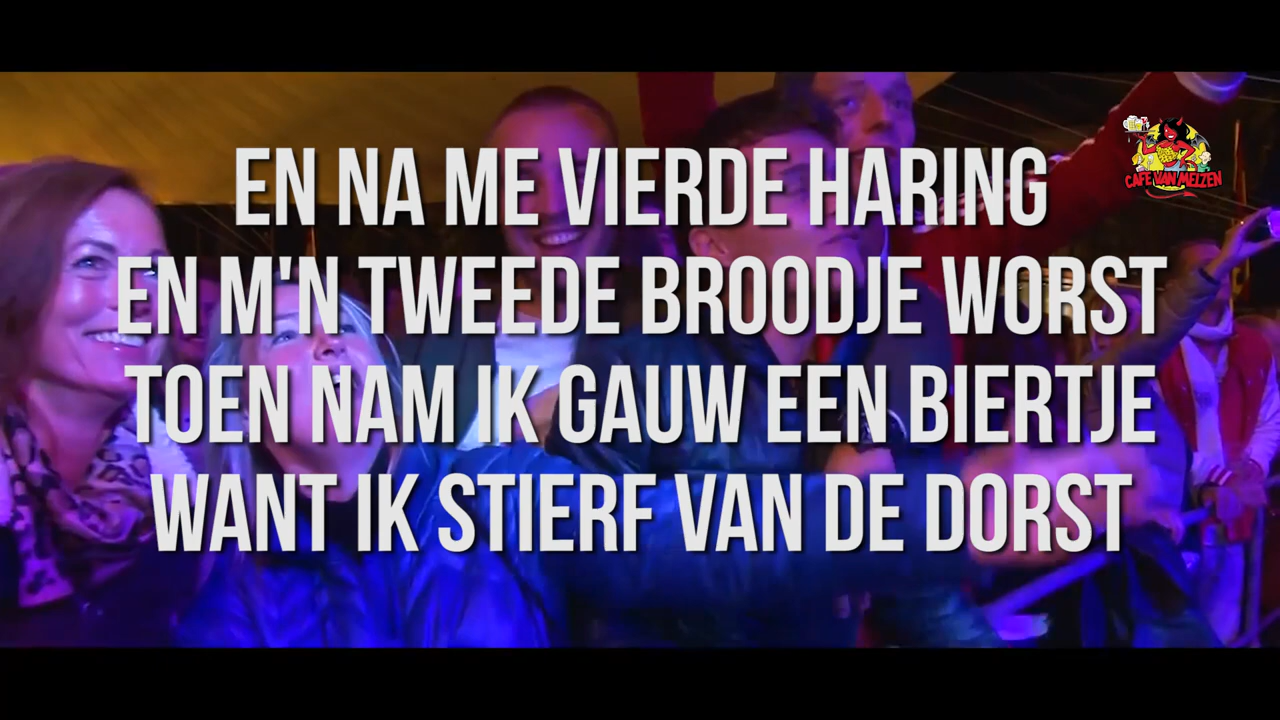 CAFE VAN MELZEN
EN NA ME VIERDE HARING
EN M'N TWEEDE BROODJE WORST
TOEN NAM IK GAUW EEN BIERTJE
WANT IK STIERF VAN DE DORST